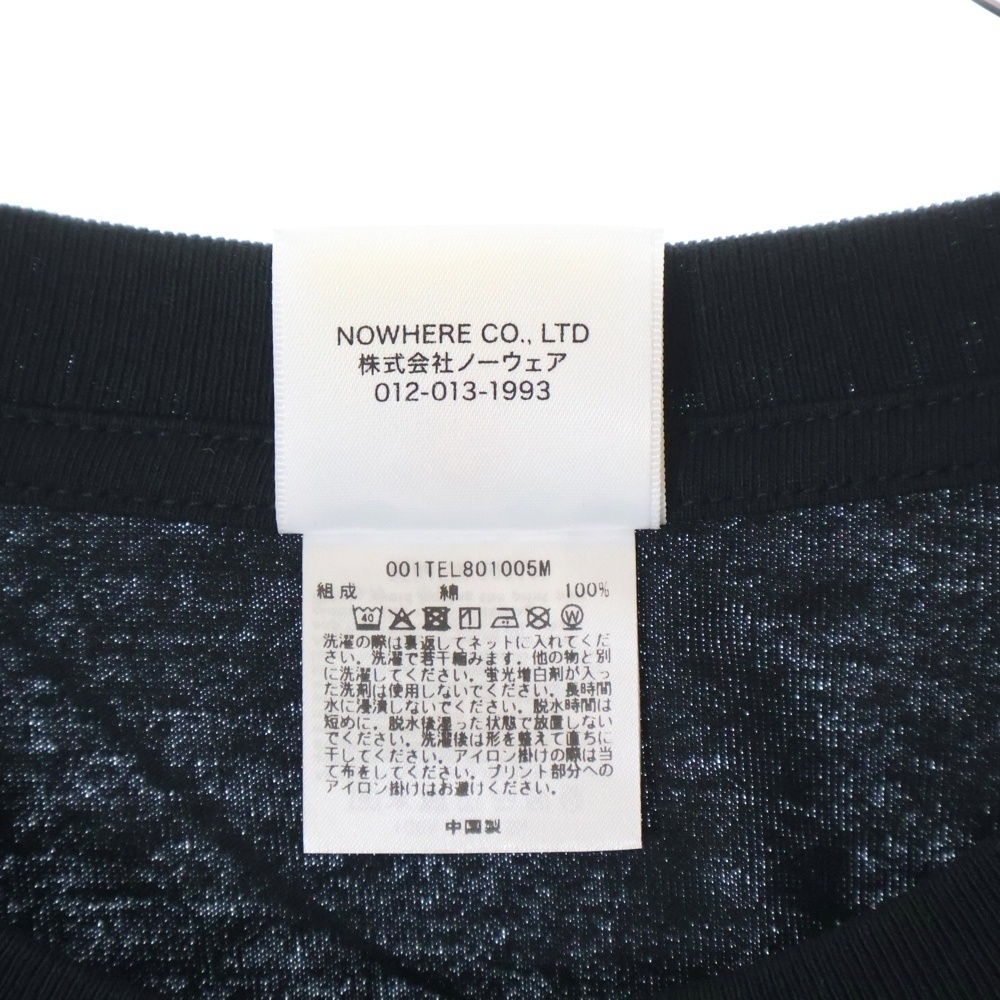 NOWHERE CO., LTD
株式会社ノーウェア
012-013-1993
001TEL801005M
組成 綿 100%
40 W
洗濯の際は裏返してネットに入れてくだ
さい。洗濯で若干縮みます。他の物と別
に洗濯してください。蛍光増白剤が入っ
た洗剤は使用しないでください。長時間
水に浸漬しないでください。脱水時間は
短めに。脱水後湿った状態で放置しない
でください。洗濯後は形を整えて直ちに
干してください。アイロン掛けの際は当
て布をしてください。プリント部分への
アイロン掛けはお避けください。
中国製